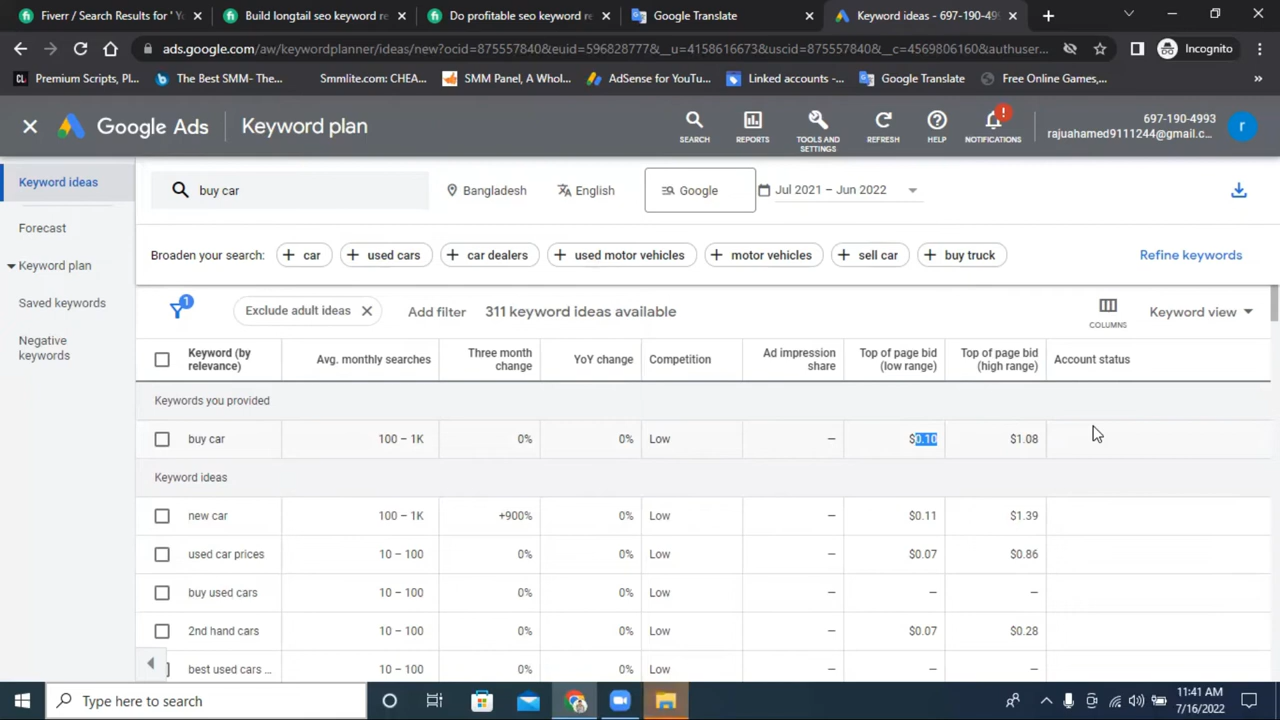 Fiverr / Search Results for ' Y
Build longtail seo keyword re
Do profitable seo keyword re
Google Translate
Keyword ideas - 697-190-499
ads.google.com/aw/keywordplanner/ideas/new?ocid=875557840&euid=596828777&__u=4158616673&uscid=875557840&__c=4569806160&authuser...
Incognito
Premium Scripts, Pl...
The Best SMM- The...
Smmlite.com: CHEA...
SMM Panel, A Whol...
AdSense for YouTu...
Linked accounts -...
Google Translate
Free Online Games,...
Google Ads
Keyword plan
SEARCH
REPORTS
TOOLS AND SETTINGS
REFRESH
HELP
NOTIFICATIONS
697-190-4993
rajuahamed9111244@gmail.c...
r
Keyword ideas
Forecast
Keyword plan
Saved keywords
Negative keywords
buy car
Bangladesh
English
Google
Jul 2021 – Jun 2022
Broaden your search:
car
used cars
car dealers
used motor vehicles
motor vehicles
sell car
buy truck
Refine keywords
1
Exclude adult ideas
Add filter
311 keyword ideas available
COLUMNS
Keyword view
Keyword (by relevance) Avg. monthly searches Three month change YoY change Competition Ad impression share Top of page bid (low range) Top of page bid (high range) Account status
Keywords you provided
buy car 100 – 1K 0% 0% Low – $0.10 $1.08
Keyword ideas
new car 100 – 1K +900% 0% Low – $0.11 $1.39
used car prices 10 – 100 0% 0% Low – $0.07 $0.86
buy used cars 10 – 100 0% 0% Low – – –
2nd hand cars 10 – 100 0% 0% Low – $0.07 $0.28
best used cars ... 10 – 100 0% 0% Low – – –
Type here to search
11:41 AM
7/16/2022